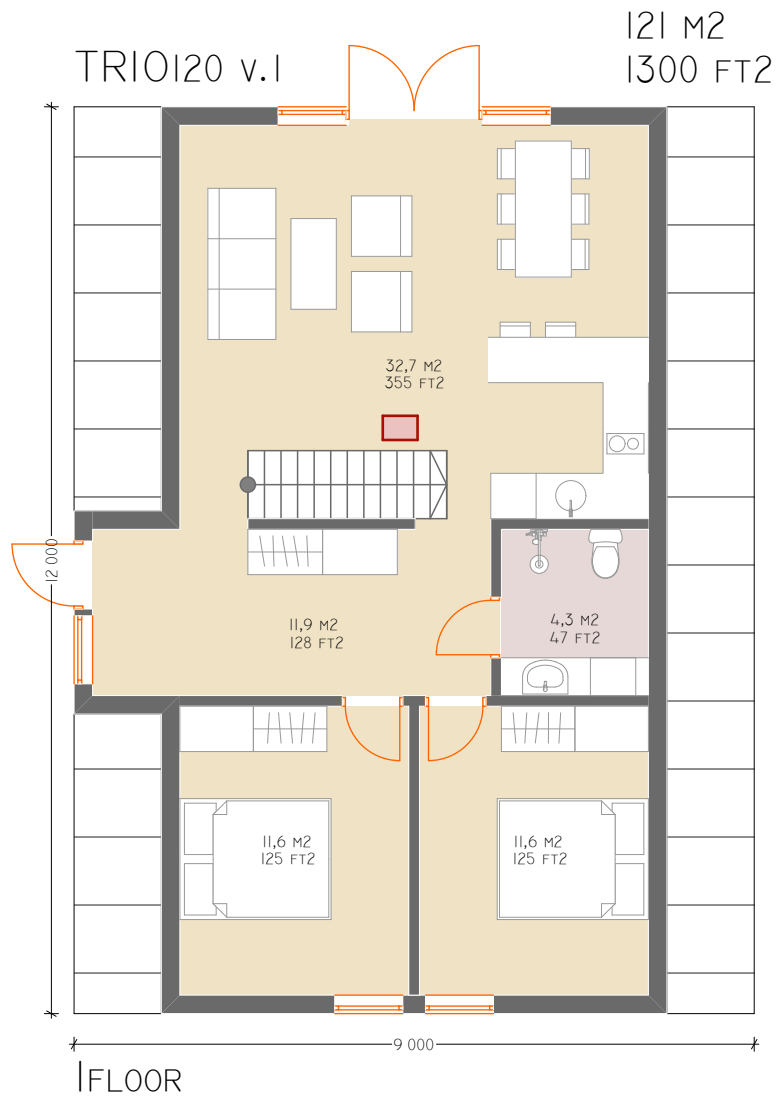 TRIO120 v.1
121 M2
1300 FT2
32,7 M2
355 FT2
12 000
11,9 M2
128 FT2
4,3 M2
47 FT2
11,6 M2
125 FT2
11,6 M2
125 FT2
9 000
1FLOOR